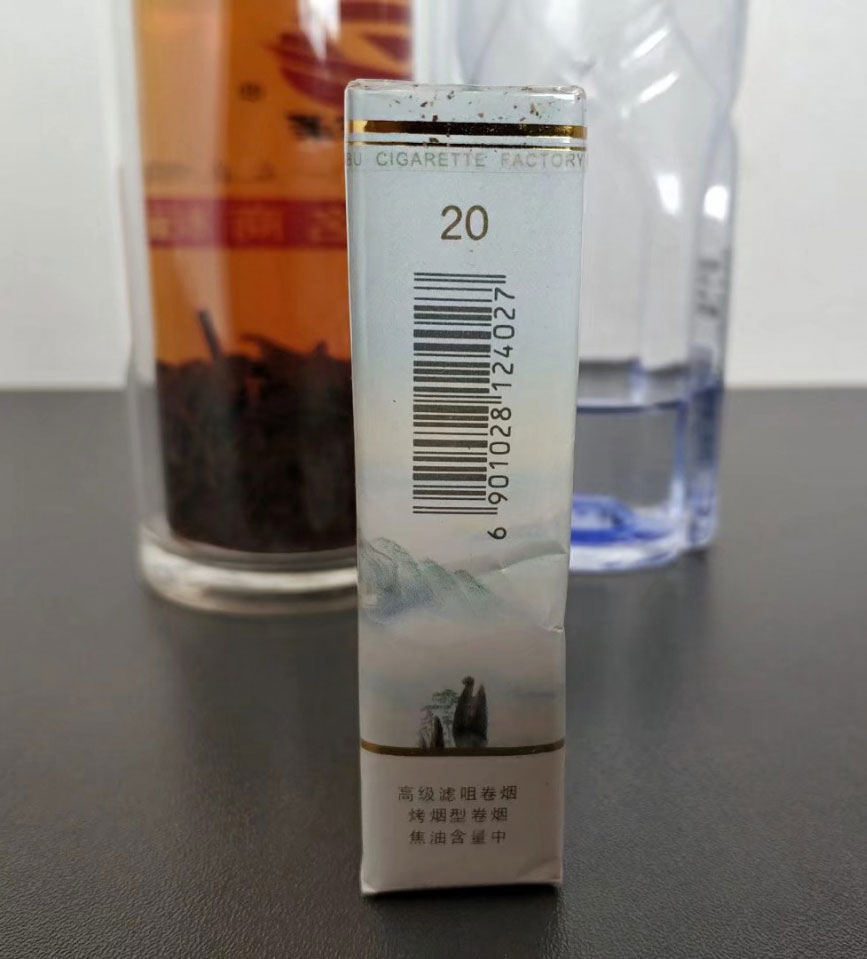 BU CIGARETTE FACTORY
20
6 901028 124027
高级滤咀卷烟
烤烟型卷烟
焦油含量中